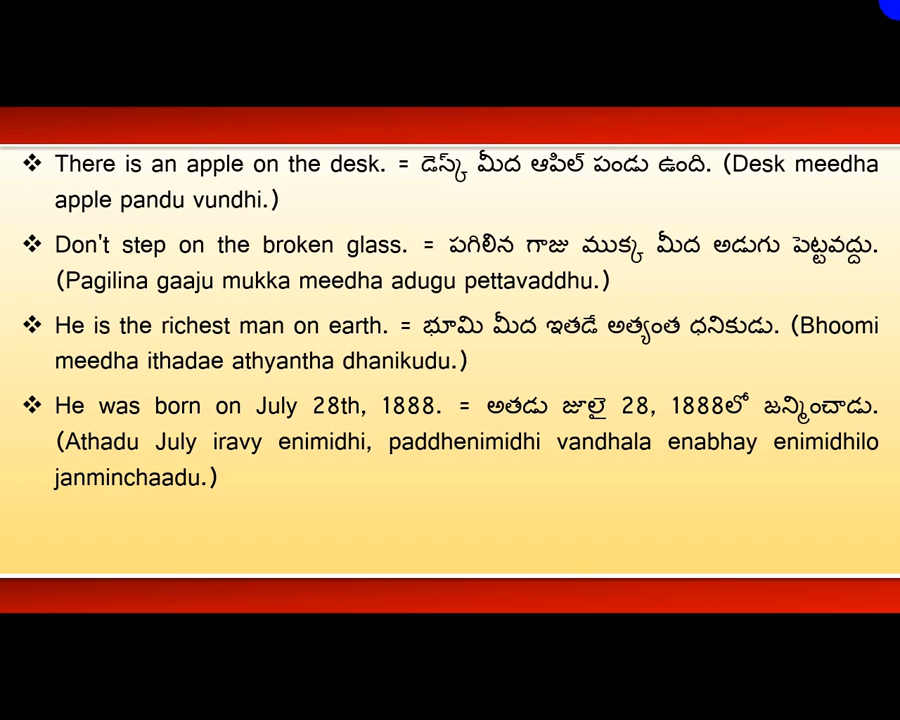 ❖ There is an apple on the desk. = డెస్క్ మీద ఆపిల్ పండు ఉంది. (Desk meedha
apple pandu vundhi.)
❖ Don't step on the broken glass. = పగిలిన గాజు ముక్క మీద అడుగు పెట్టవద్దు.
(Pagilina gaaju mukka meedha adugu pettavaddhu.)
❖ He is the richest man on earth. = భూమి మీద ఇతడే అత్యంత ధనికుడు. (Bhoomi
meedha ithadae athyantha dhanikudu.)
❖ He was born on July 28th, 1888. = అతడు జూలై 28, 1888లో జన్మించాడు.
(Athadu July iravy enimidhi, paddhenimidhi vandhala enabhay enimidhilo
janminchaadu.)